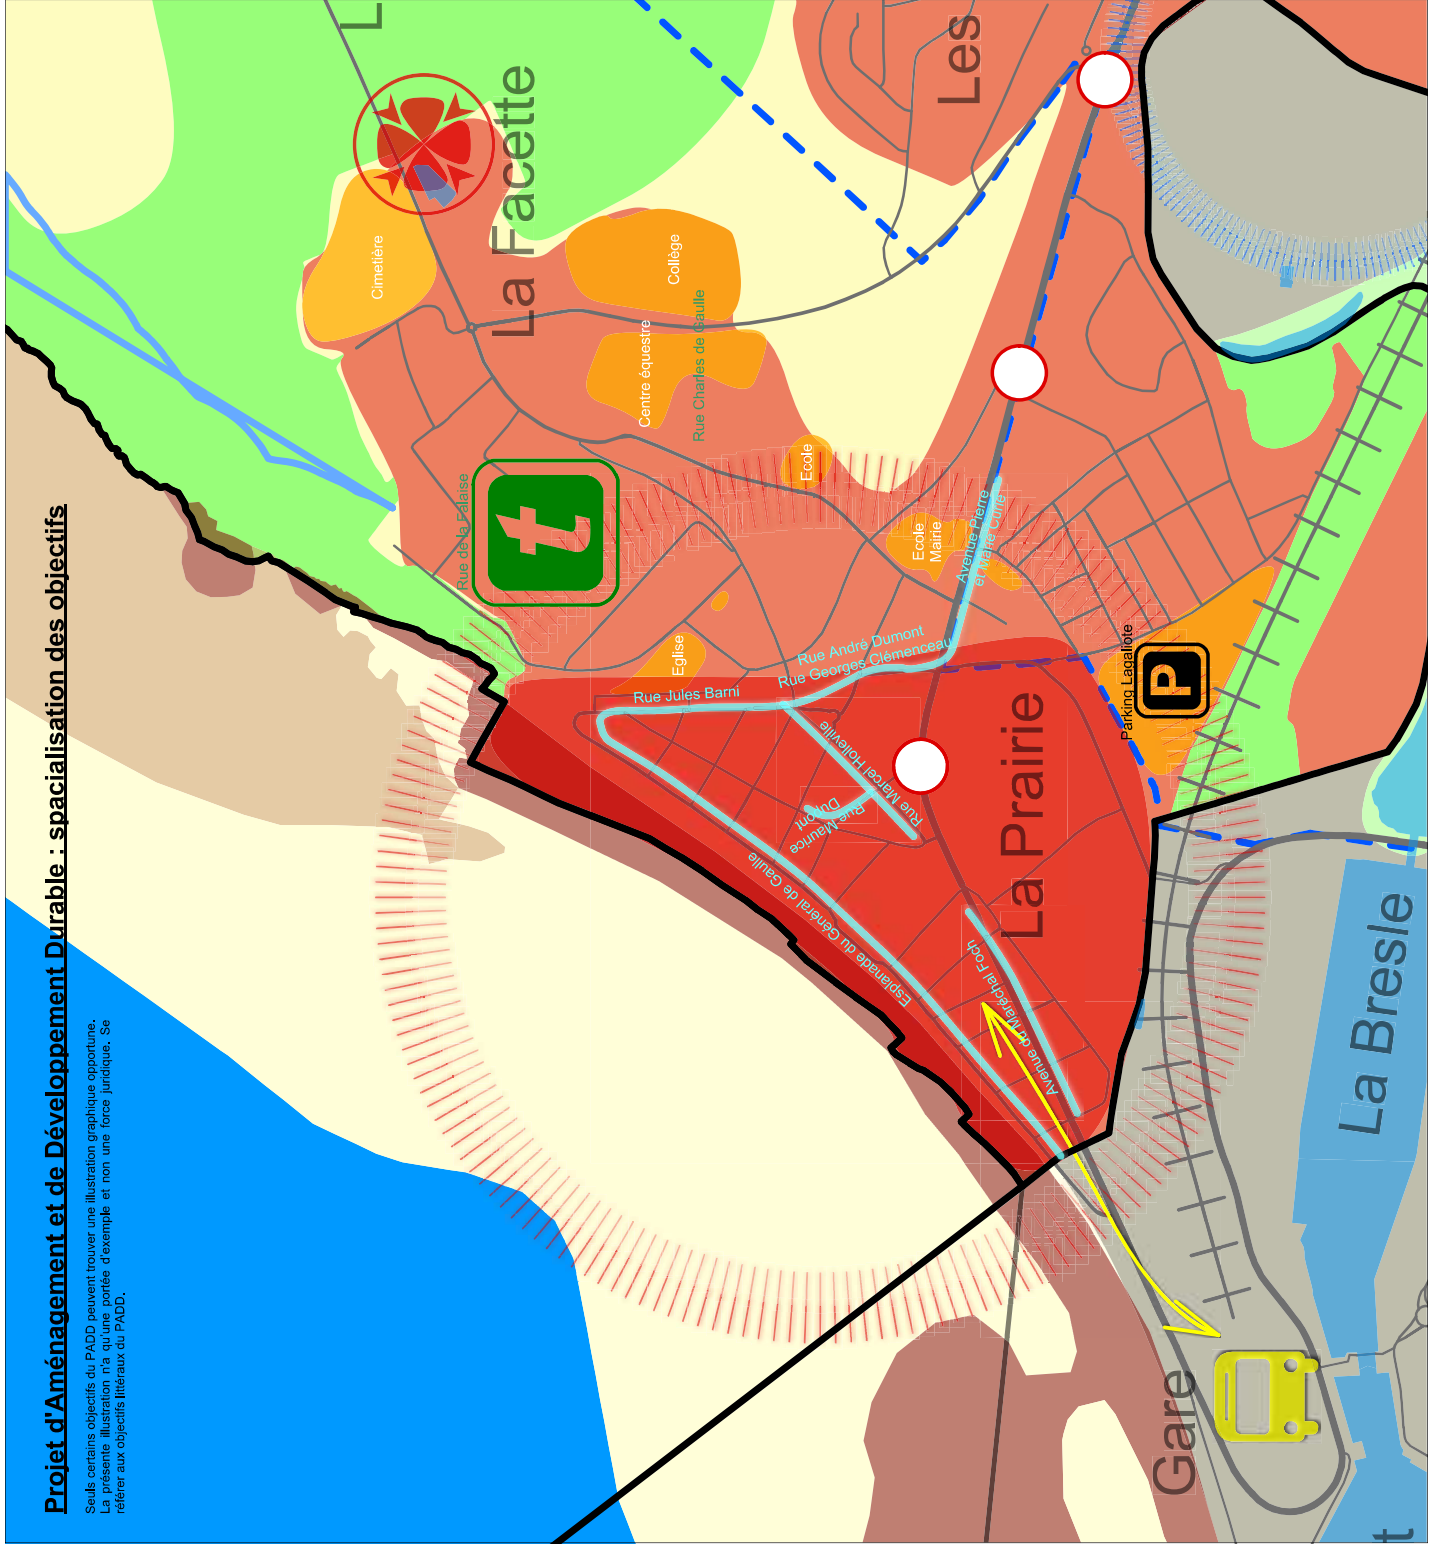 Projet d'Aménagement et de Développement Durable : spacialisation des objectifs
Seuls certains objectifs du PADD peuvent trouver une illustration graphique opportune.
La présente illustration n'a qu'une portée d'exemple et non une force juridique. Se
référer aux objectifs littéraux du PADD.
L
La Facette
Les
Cimetière
Collège
Centre équestre
Rue Charles de Gaulle
Ecole
Rue de la Falaise
t
Ecole
Mairie
Avenue Pierre
et Marie Curie
Eglise
Rue André Dumont
Rue Georges Clémenceau
Rue Jules Barni
Rue Marcel Holleville
Rue Maurice
Dupont
Parking Lagaliote
P
La Prairie
Esplanade du Général de Gaulle
Avenue du Maréchal Foch
La Bresle
Gare
t